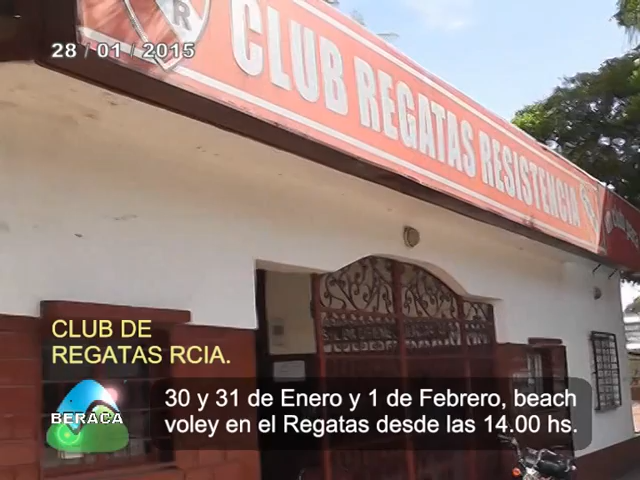 28 / 01 / 2015
R
CLUB REGATAS RESISTENCIA
CLUB DE
REGATAS RCIA.
BERACA
30 y 31 de Enero y 1 de Febrero, beach
voley en el Regatas desde las 14.00 hs.